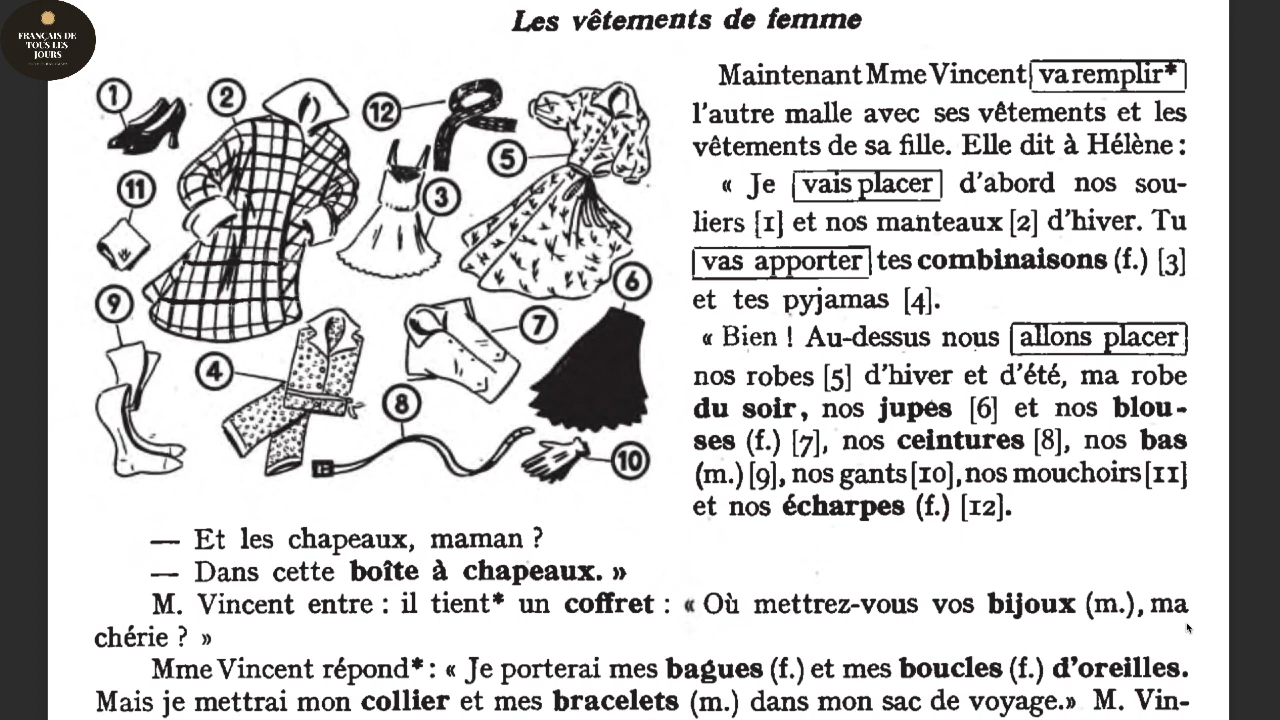 FRANÇAIS DE
TOUS LES
JOURS
Les vêtements de femme
1
2
12
5
11
3
6
9
7
4
8
10
Maintenant Mme Vincent va remplir*
l'autre malle avec ses vêtements et les
vêtements de sa fille. Elle dit à Hélène :
« Je vais placer d'abord nos sou-
liers [1] et nos manteaux [2] d'hiver. Tu
vas apporter tes combinaisons (f.) [3]
et tes pyjamas [4].
« Bien ! Au-dessus nous allons placer
nos robes [5] d'hiver et d'été, ma robe
du soir, nos jupes [6] et nos blou-
ses (f.) [7], nos ceintures [8], nos bas
(m.) [9], nos gants [10], nos mouchoirs [11]
et nos écharpes (f.) [12].
— Et les chapeaux, maman ?
— Dans cette boîte à chapeaux. »
M. Vincent entre : il tient* un coffret : « Où mettrez-vous vos bijoux (m.), ma
chérie ? »
Mme Vincent répond* : « Je porterai mes bagues (f.) et mes boucles (f.) d'oreilles.
Mais je mettrai mon collier et mes bracelets (m.) dans mon sac de voyage.» M. Vin-